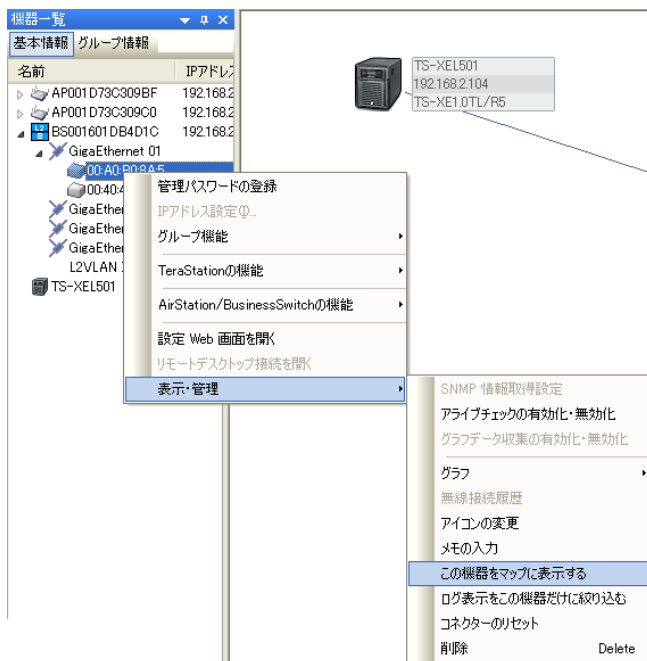 機器一覧
基本情報 グループ情報
名前 IPアドレス
AP001D73C309BF 192.168.2
AP001D73C309C0 192.168.2
BS001601DB4D1C 192.168.2
GigaEthernet 01
00:A0:B0:8A:5
00:40:4
GigaEther
GigaEther
GigaEther
L2VLAN
TS-XEL501
TS-XEL501
192.168.2.104
TS-XE1.0TL/R5
管理パスワードの登録
IPアドレス設定(I)...
グループ機能
TeraStationの機能
AirStation/BusinessSwitchの機能
設定 Web 画面を開く
リモートデスクトップ接続を開く
表示・管理
SNMP 情報取得設定
アライブチェックの有効化・無効化
グラフデータ収集の有効化・無効化
グラフ
無線接続履歴
アイコンの変更
メモの入力
この機器をマップに表示する
ログ表示をこの機器だけに絞り込む
コネクターのリセット
削除 Delete